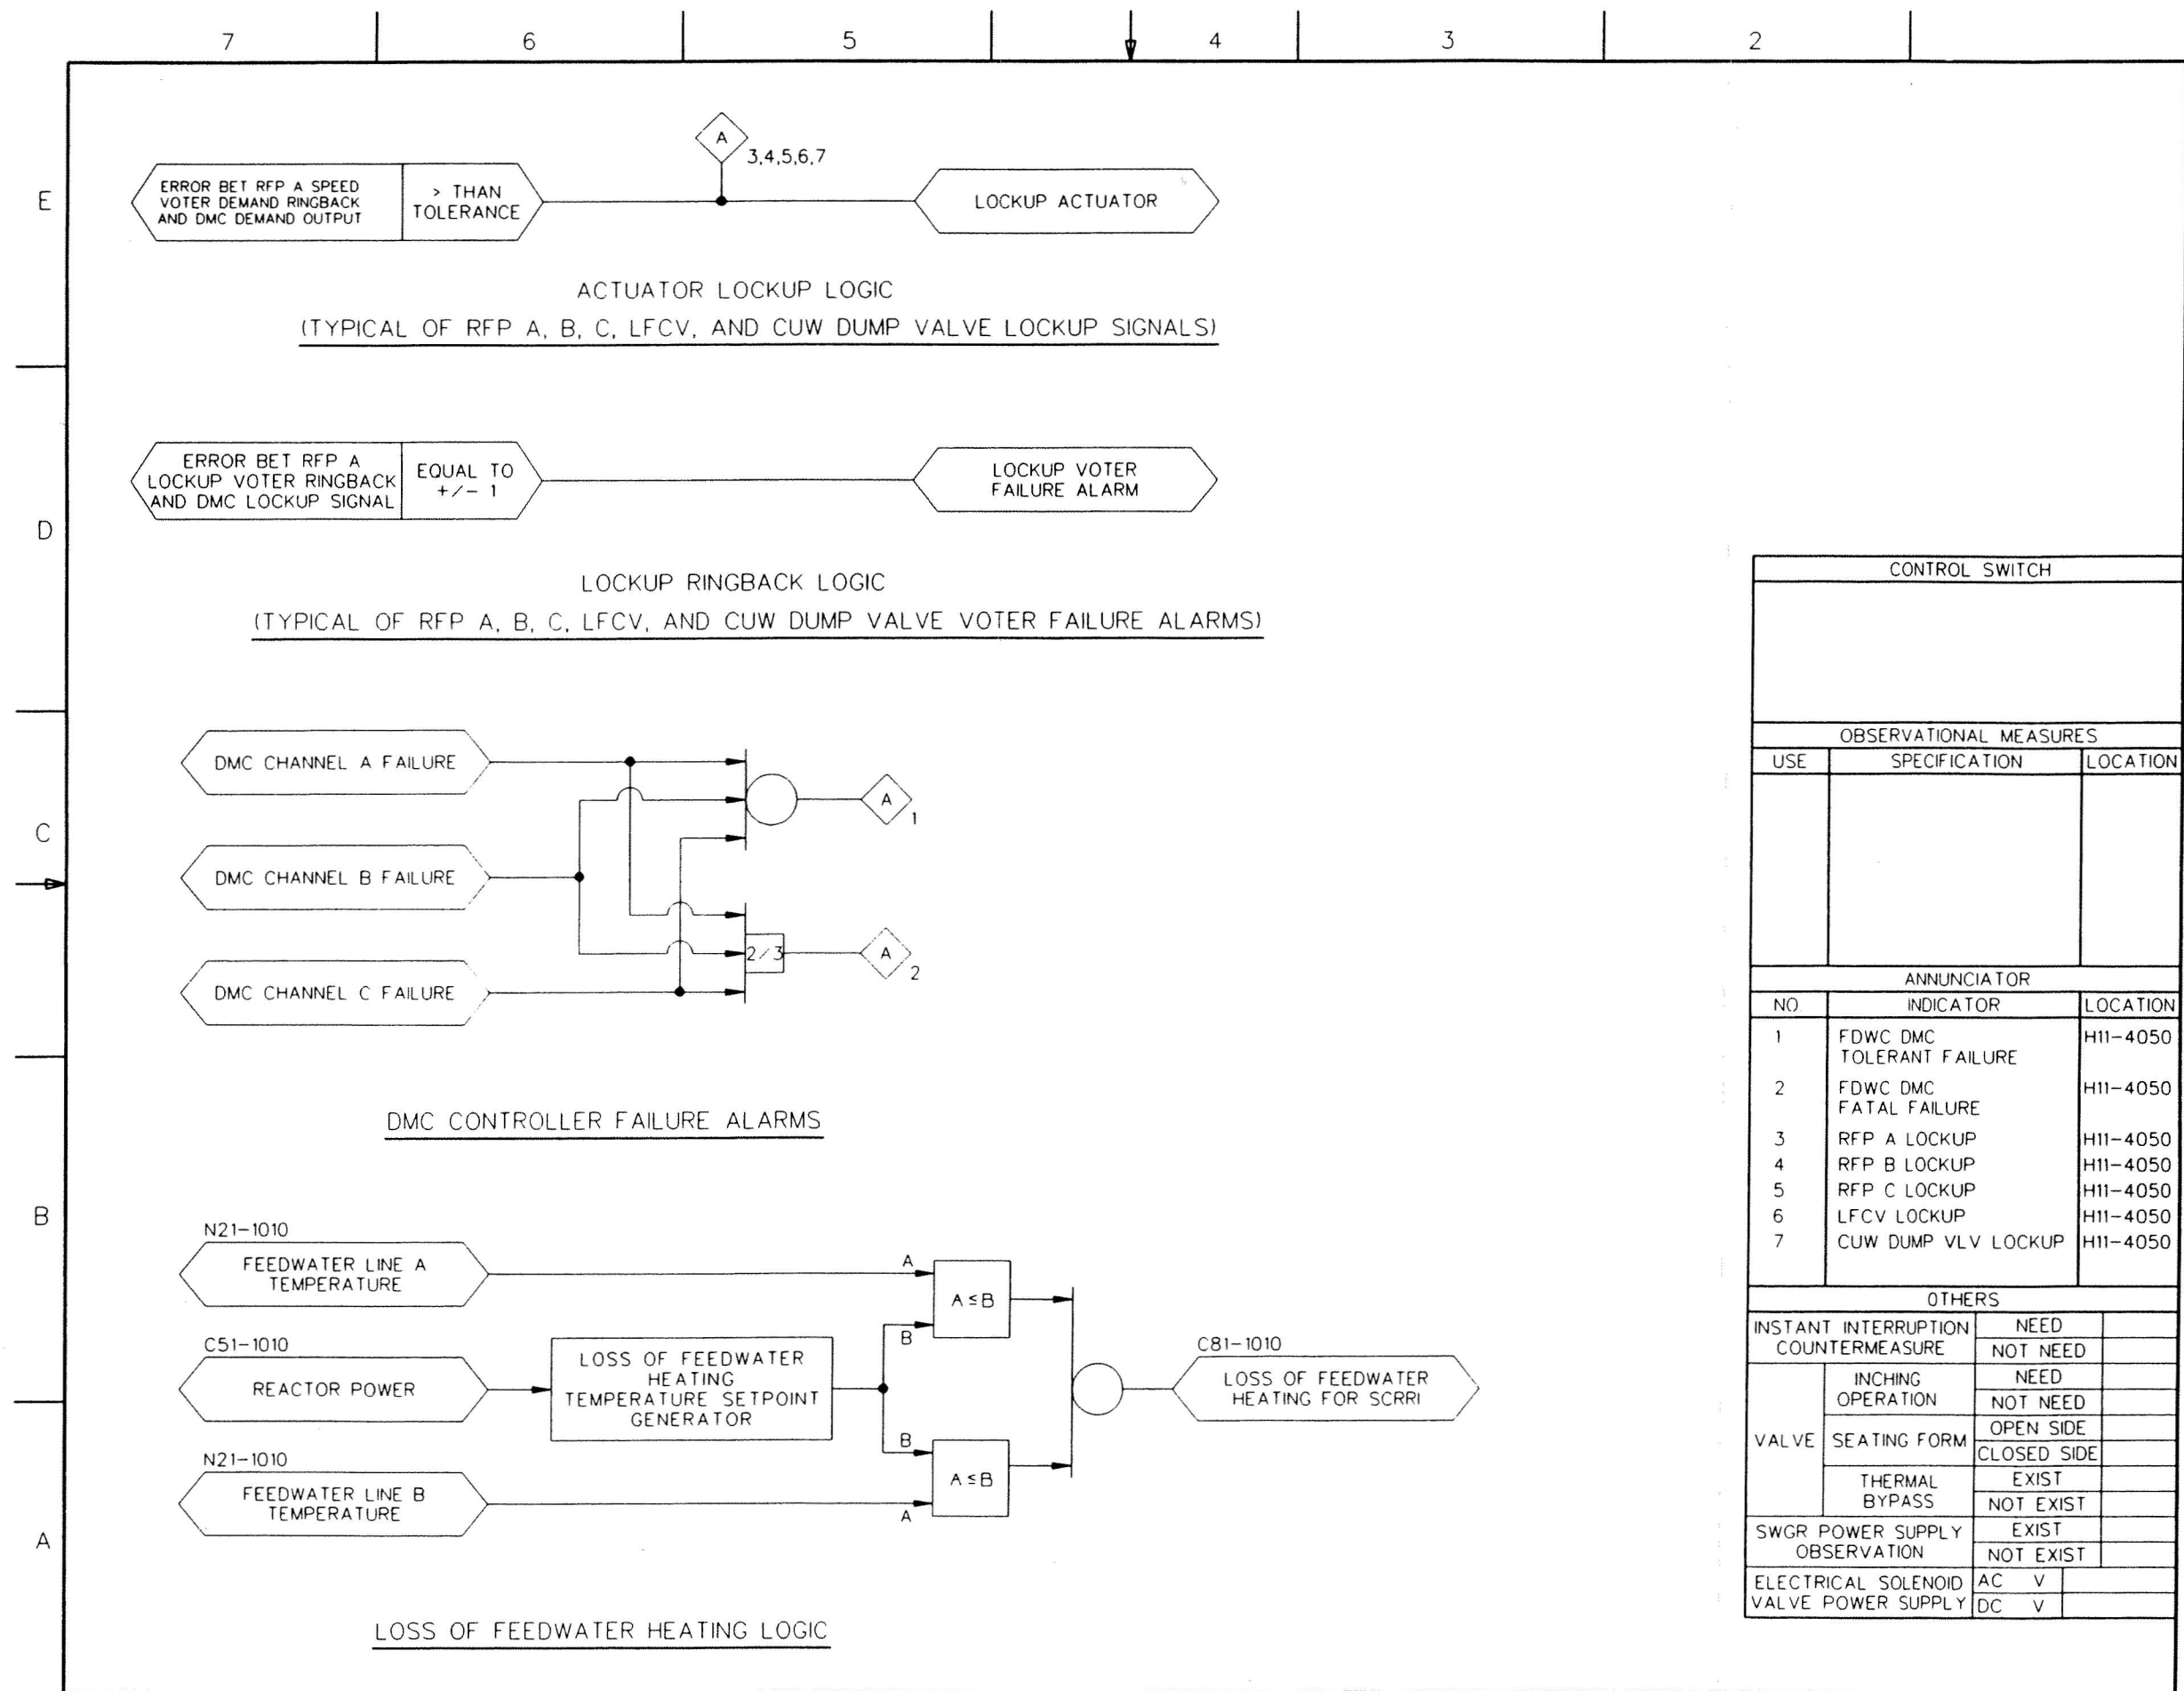 7 6 5 4 3 2
E
D
C
B
A
A
3,4,5,6,7
ERROR BET RFP A SPEED
VOTER DEMAND RINGBACK
AND DMC DEMAND OUTPUT
> THAN
TOLERANCE
LOCKUP ACTUATOR
ACTUATOR LOCKUP LOGIC
(TYPICAL OF RFP A, B, C, LFCV, AND CUW DUMP VALVE LOCKUP SIGNALS)
ERROR BET RFP A
LOCKUP VOTER RINGBACK
AND DMC LOCKUP SIGNAL
EQUAL TO
+/- 1
LOCKUP VOTER
FAILURE ALARM
LOCKUP RINGBACK LOGIC
(TYPICAL OF RFP A, B, C, LFCV, AND CUW DUMP VALVE VOTER FAILURE ALARMS)
DMC CHANNEL A FAILURE
A
1
DMC CHANNEL B FAILURE
2/3
A
2
DMC CHANNEL C FAILURE
DMC CONTROLLER FAILURE ALARMS
N21-1010
FEEDWATER LINE A
TEMPERATURE
A
A≤B
B
C51-1010
REACTOR POWER
LOSS OF FEEDWATER
HEATING
TEMPERATURE SETPOINT
GENERATOR
C81-1010
LOSS OF FEEDWATER
HEATING FOR SCRRI
N21-1010
FEEDWATER LINE B
TEMPERATURE
B
A≤B
A
LOSS OF FEEDWATER HEATING LOGIC
CONTROL SWITCH
OBSERVATIONAL MEASURES
USE SPECIFICATION LOCATION
ANNUNCIATOR
NO. INDICATOR LOCATION
1 FDWC DMC H11-4050
TOLERANT FAILURE
2 FDWC DMC H11-4050
FATAL FAILURE
3 RFP A LOCKUP H11-4050
4 RFP B LOCKUP H11-4050
5 RFP C LOCKUP H11-4050
6 LFCV LOCKUP H11-4050
7 CUW DUMP VLV LOCKUP H11-4050
OTHERS
INSTANT INTERRUPTION NEED
COUNTERMEASURE NOT NEED
VALVE
INCHING NEED
OPERATION NOT NEED
SEATING FORM OPEN SIDE
CLOSED SIDE
THERMAL EXIST
BYPASS NOT EXIST
SWGR POWER SUPPLY EXIST
OBSERVATION NOT EXIST
ELECTRICAL SOLENOID AC V
VALVE POWER SUPPLY DC V